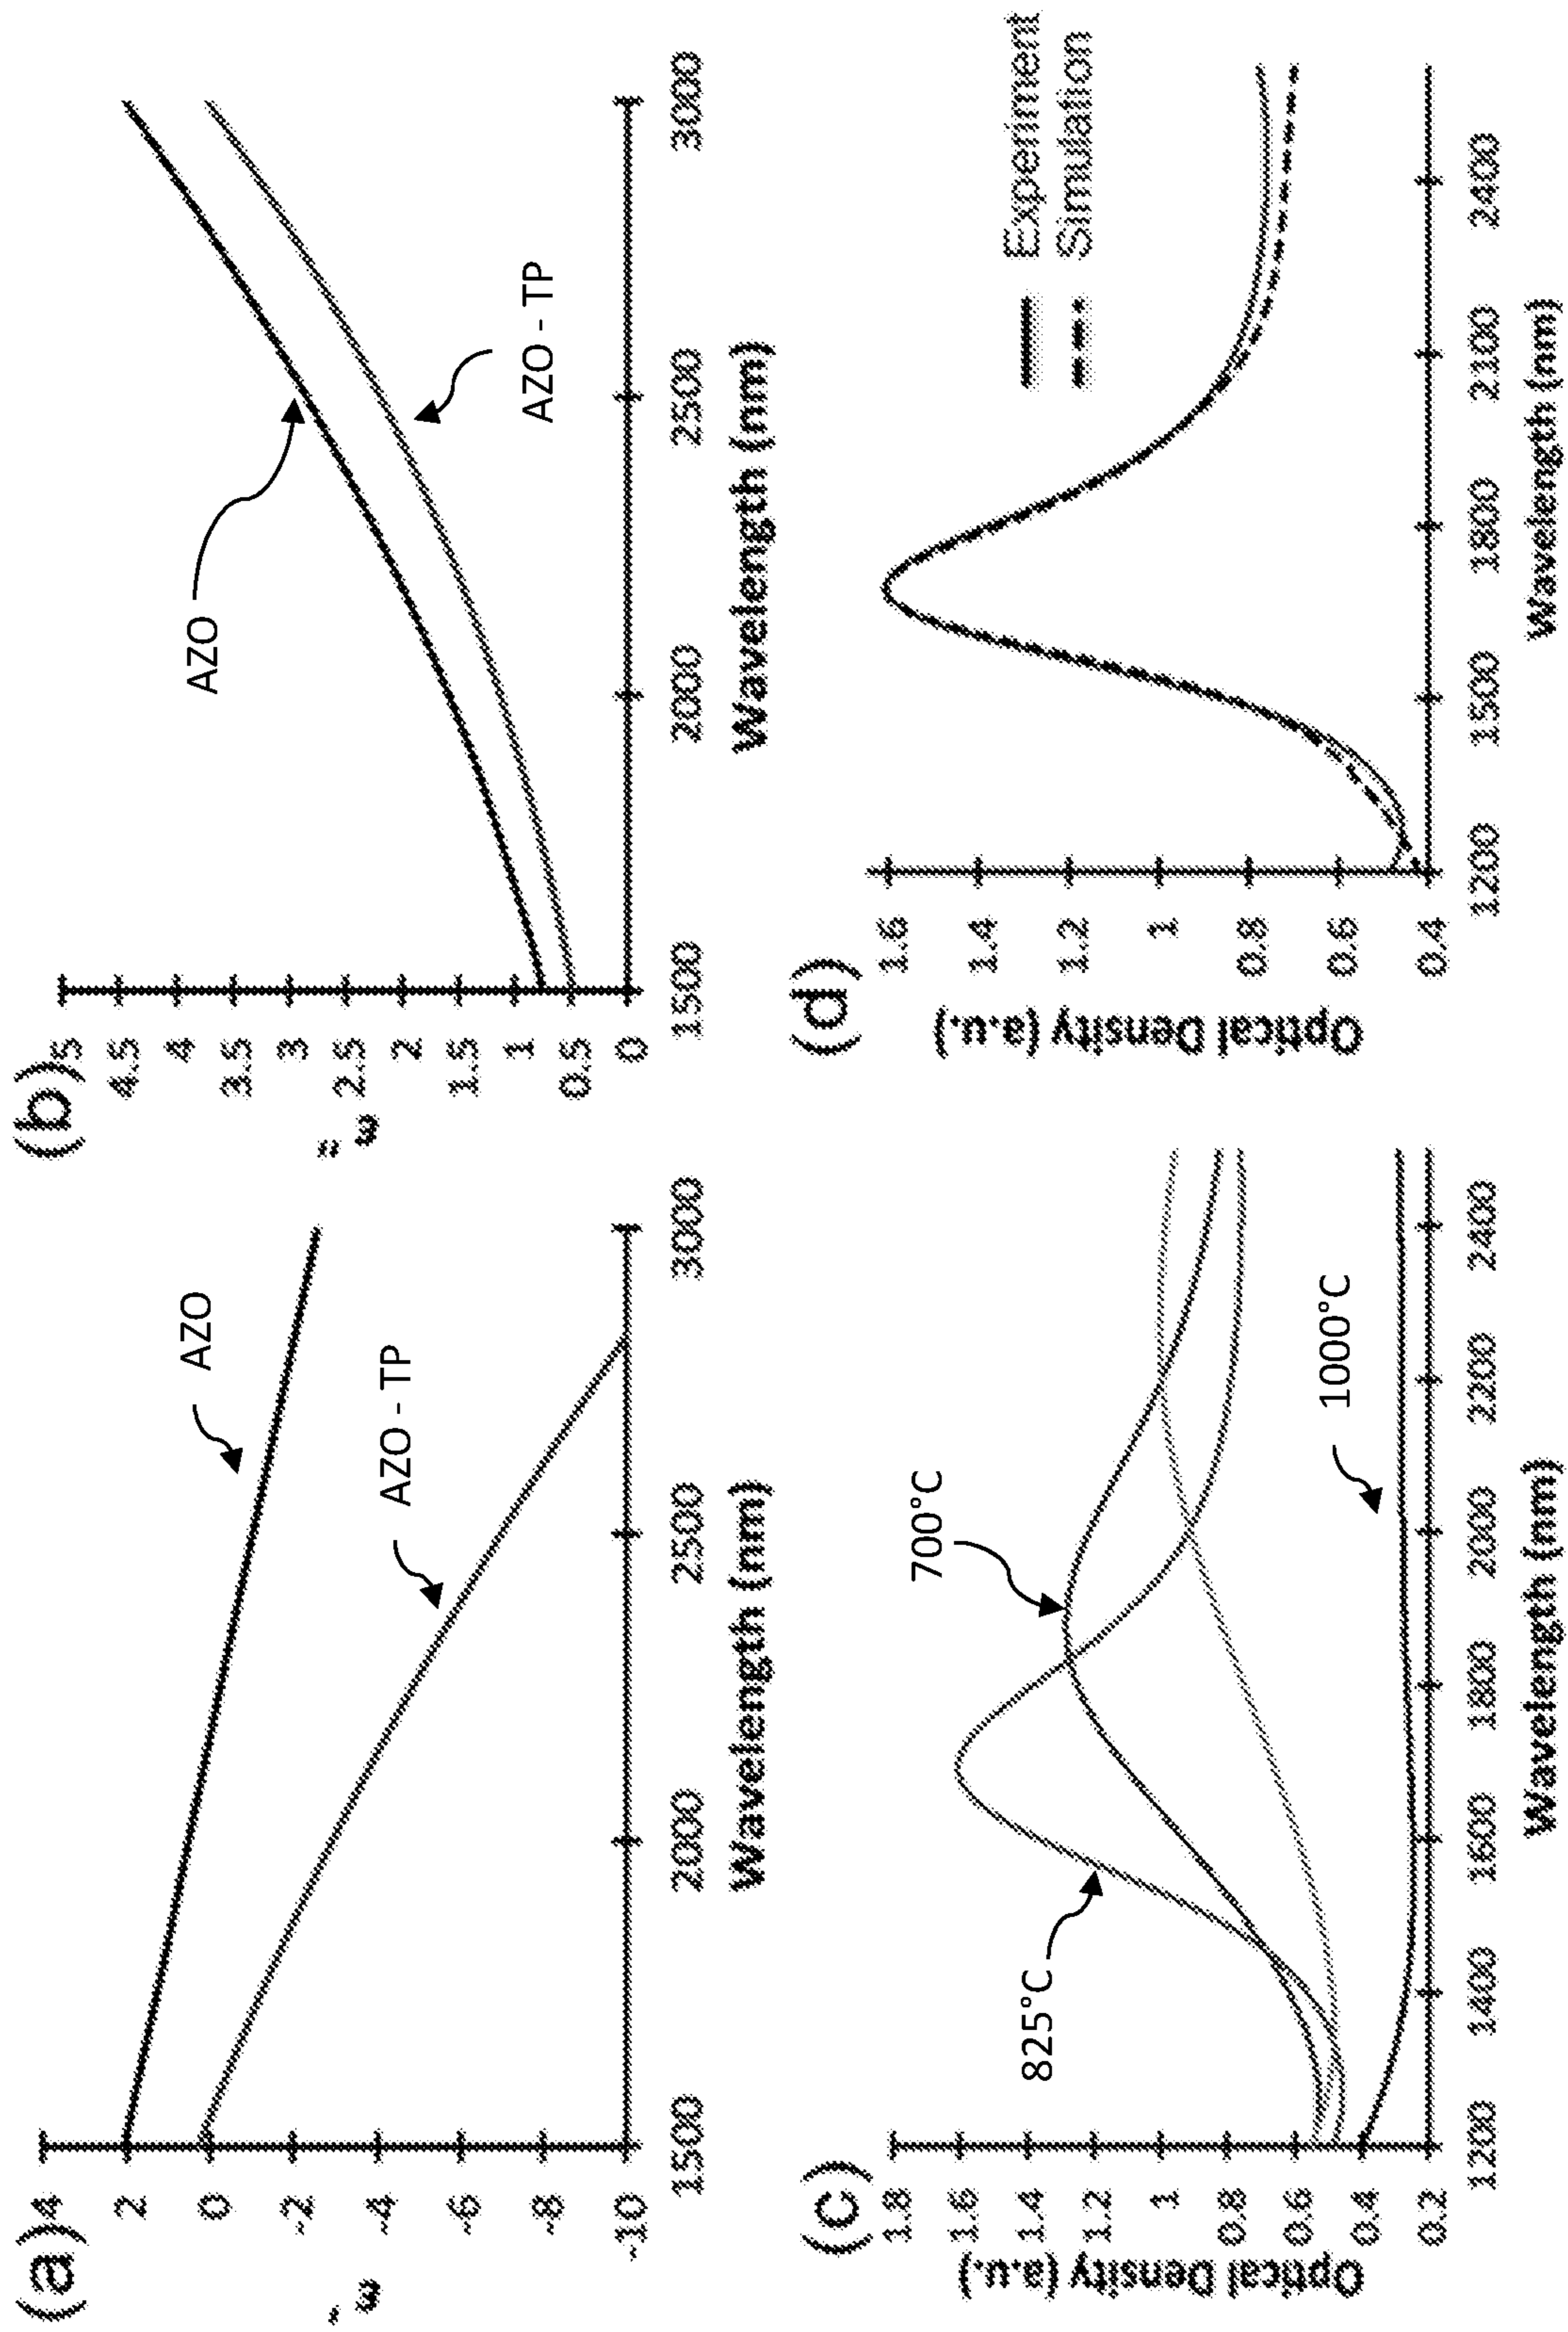 (a)
ε'
4
2
0
-2
-4
-6
-8
-10
1500
2000
2500
3000
Wavelength (nm)
AZO
AZO - TP
(b)
ε"
5
4.5
4
3.5
3
2.5
2
1.5
1
0.5
0
1500
2000
2500
3000
Wavelength (nm)
AZO
AZO - TP
(c)
Optical Density (a.u.)
1.8
1.6
1.4
1.2
1
0.8
0.6
0.4
0.2
1200
1400
1600
1800
2000
2200
2400
Wavelength (nm)
825°C
700°C
1000°C
(d)
Optical Density (a.u.)
1.6
1.4
1.2
1
0.8
0.6
0.4
1200
1500
1800
2100
2400
Wavelength (nm)
Experiment
Simulation